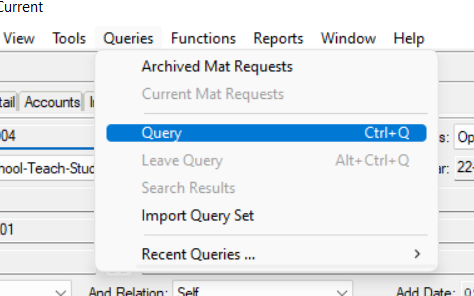 Current
View Tools Queries Functions Reports Window Help
Archived Mat Requests
tail Accounts Current Mat Requests
004 Query Ctrl+Q s: Op
hool-Teach-Stud Leave Query Alt+Ctrl+Q ar: 22-
Search Results
01 Import Query Set
Recent Queries ...
And Relation: Self Add Date: